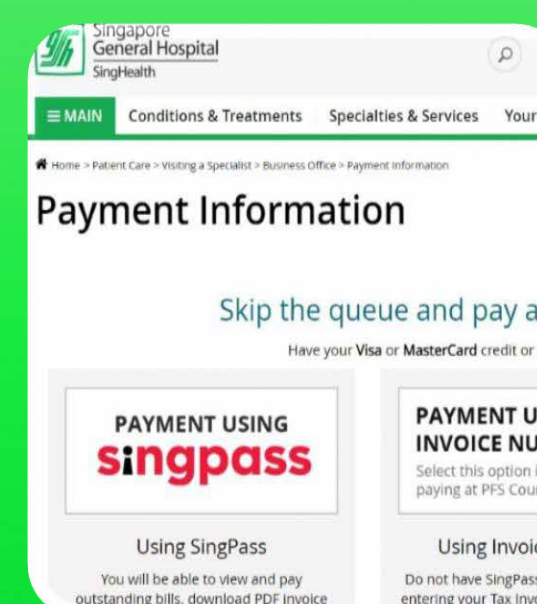 Singapore
General Hospital
SingHealth
MAIN Conditions & Treatments Specialties & Services Your
Home > Patient Care > Visiting a Specialist > Business Office > Payment Information
Payment Information
Skip the queue and pay a
Have your Visa or MasterCard credit or
PAYMENT USING
singpass
Using SingPass
You will be able to view and pay
outstanding bills, download PDF invoice
PAYMENT U
INVOICE NU
Select this option
paying at PFS Cou
Using Invoi
Do not have SingPass
entering your Tax Invo